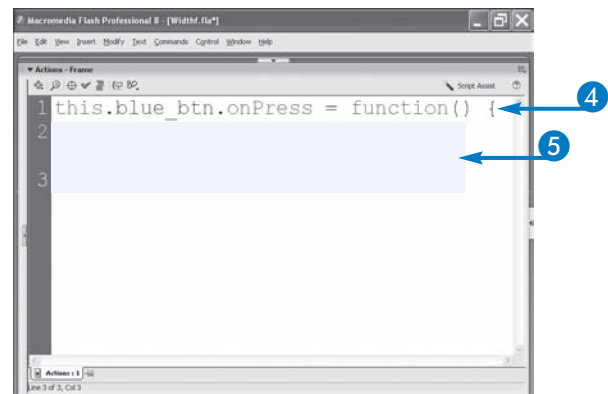 Macromedia Flash Professional 8 - [Widthf.fla*]
File Edit View Insert Modify Text Commands Control Window Help
▼ Actions - Frame
Script Assist
1 this.blue_btn.onPress = function() {
4
2
5
3
Actions : 1
Line 3 of 3, Col 3